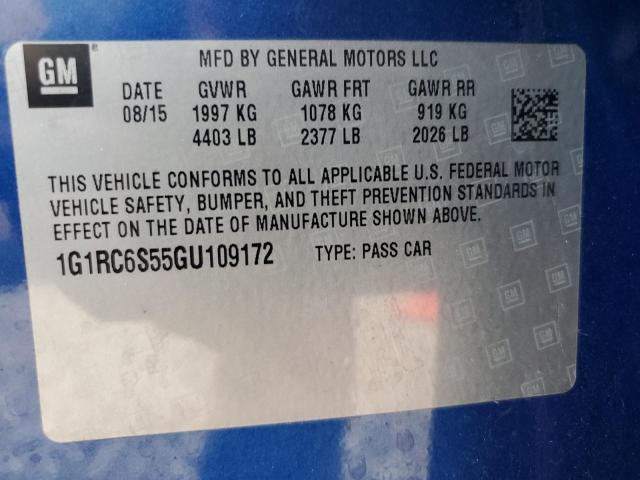 GM
MFD BY GENERAL MOTORS LLC
DATE GVWR GAWR FRT GAWR RR
08/15 1997 KG 1078 KG 919 KG
4403 LB 2377 LB 2026 LB
THIS VEHICLE CONFORMS TO ALL APPLICABLE U.S. FEDERAL MOTOR
VEHICLE SAFETY, BUMPER, AND THEFT PREVENTION STANDARDS IN
EFFECT ON THE DATE OF MANUFACTURE SHOWN ABOVE.
1G1RC6S55GU109172 TYPE: PASS CAR